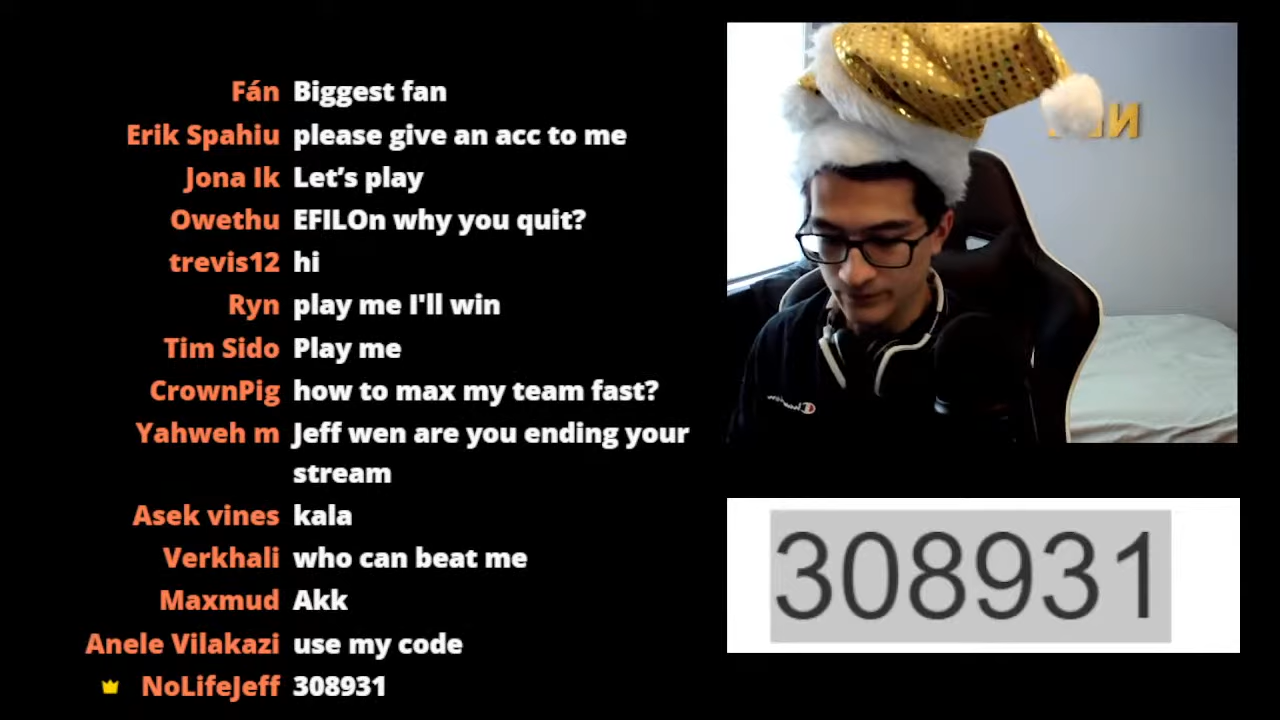 Fán Biggest fan
Erik Spahiu please give an acc to me
Jona Ik Let’s play
Owethu EFILOn why you quit?
trevis12 hi
Ryn play me I'll win
Tim Sido Play me
CrownPig how to max my team fast?
Yahweh m Jeff wen are you ending your
stream
Asek vines kala
Verkhali who can beat me
Maxmud Akk
Anele Vilakazi use my code
NoLifeJeff 308931
308931